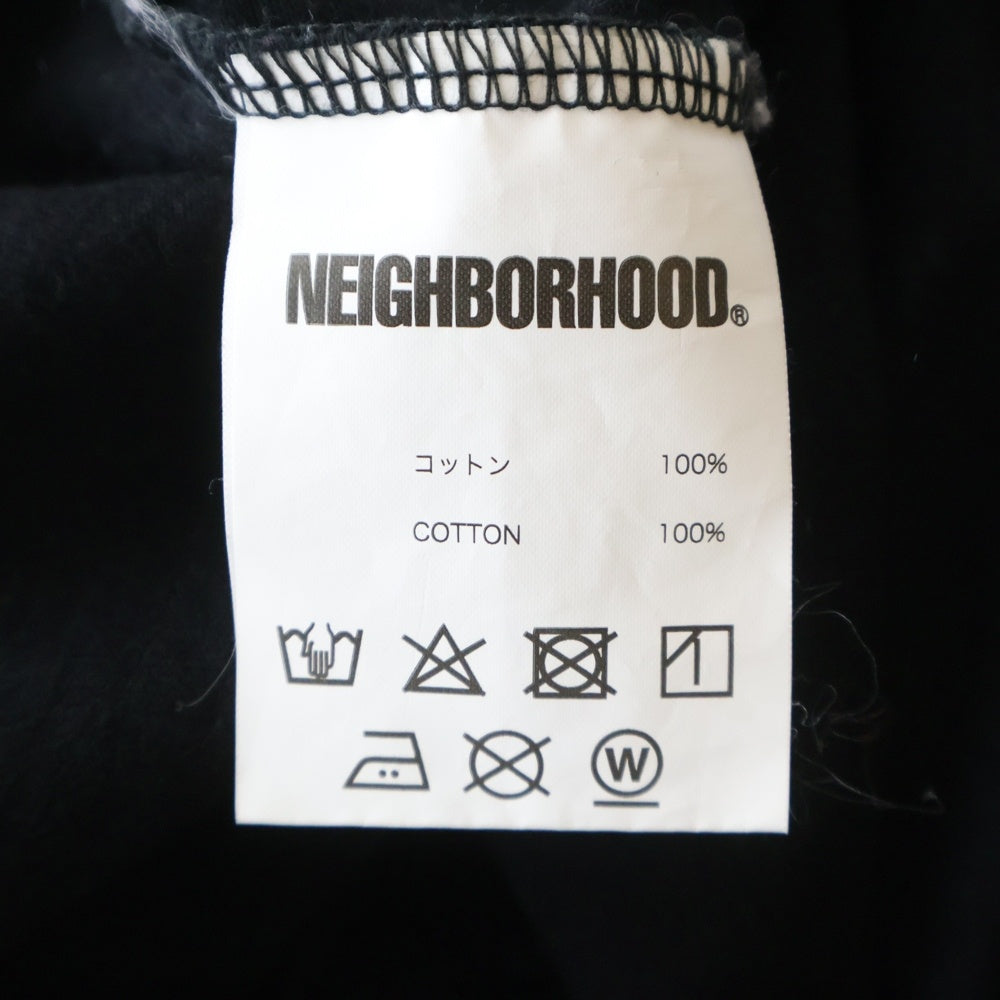 NEIGHBORHOOD®
コットン 100%
COTTON 100%
W